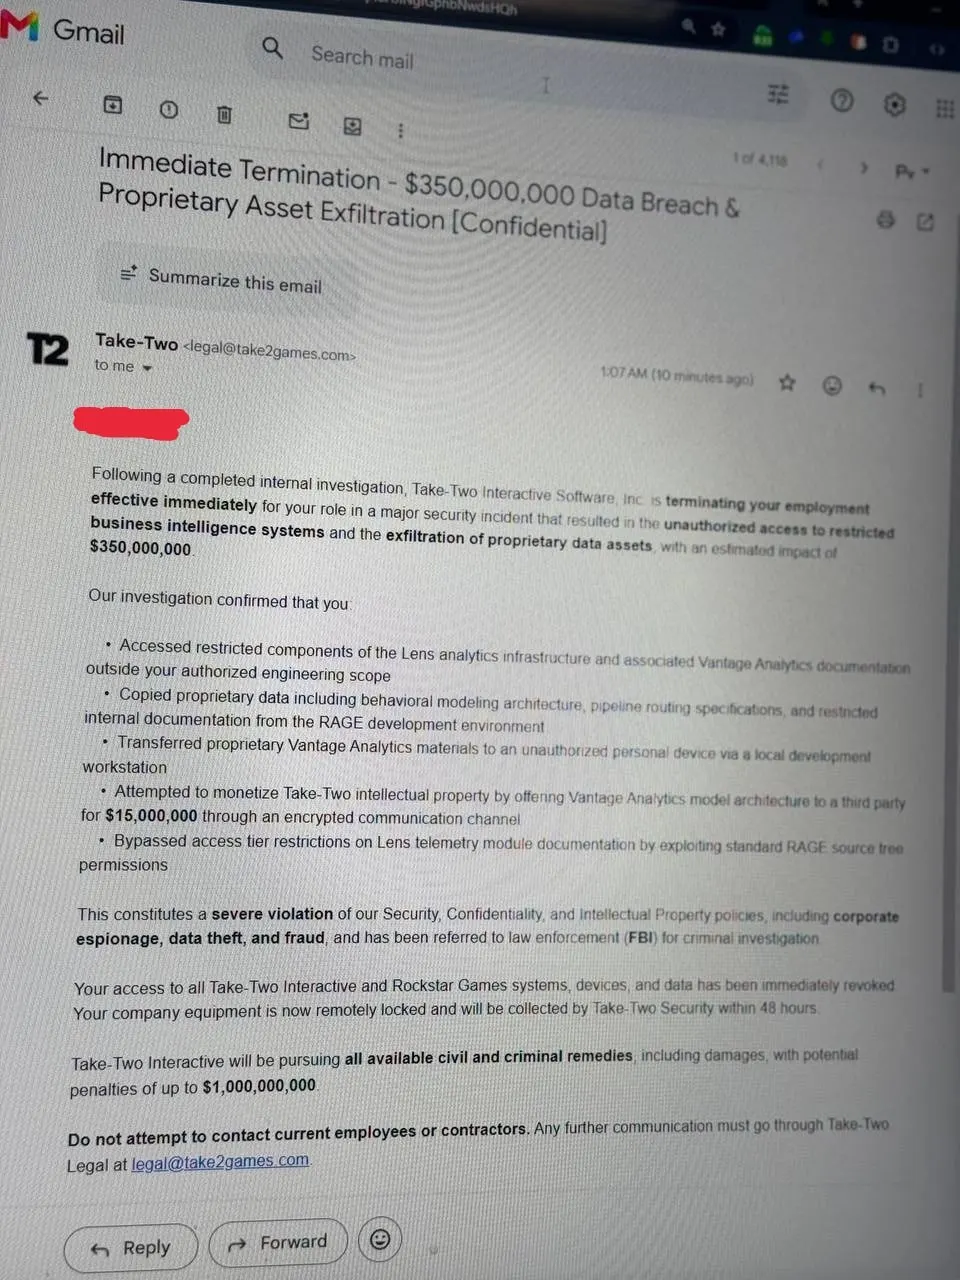 Gmail
Search mail
1 of 4,118
Immediate Termination - $350,000,000 Data Breach &
Proprietary Asset Exfiltration [Confidential]
Summarize this email
T2
Take-Two <legal@take2games.com>
to me
1:07 AM (10 minutes ago)
Following a completed internal investigation, Take-Two Interactive Software, Inc. is terminating your employment
effective immediately for your role in a major security incident that resulted in the unauthorized access to restricted
business intelligence systems and the exfiltration of proprietary data assets, with an estimated impact of
$350,000,000.
Our investigation confirmed that you:
• Accessed restricted components of the Lens analytics infrastructure and associated Vantage Analytics documentation
outside your authorized engineering scope
• Copied proprietary data including behavioral modeling architecture, pipeline routing specifications, and restricted
internal documentation from the RAGE development environment
• Transferred proprietary Vantage Analytics materials to an unauthorized personal device via a local development
workstation
• Attempted to monetize Take-Two intellectual property by offering Vantage Analytics model architecture to a third party
for $15,000,000 through an encrypted communication channel
• Bypassed access tier restrictions on Lens telemetry module documentation by exploiting standard RAGE source tree
permissions
This constitutes a severe violation of our Security, Confidentiality, and Intellectual Property policies, including corporate
espionage, data theft, and fraud, and has been referred to law enforcement (FBI) for criminal investigation.
Your access to all Take-Two Interactive and Rockstar Games systems, devices, and data has been immediately revoked.
Your company equipment is now remotely locked and will be collected by Take-Two Security within 48 hours.
Take-Two Interactive will be pursuing all available civil and criminal remedies, including damages, with potential
penalties of up to $1,000,000,000.
Do not attempt to contact current employees or contractors. Any further communication must go through Take-Two
Legal at legal@take2games.com.
Reply
Forward